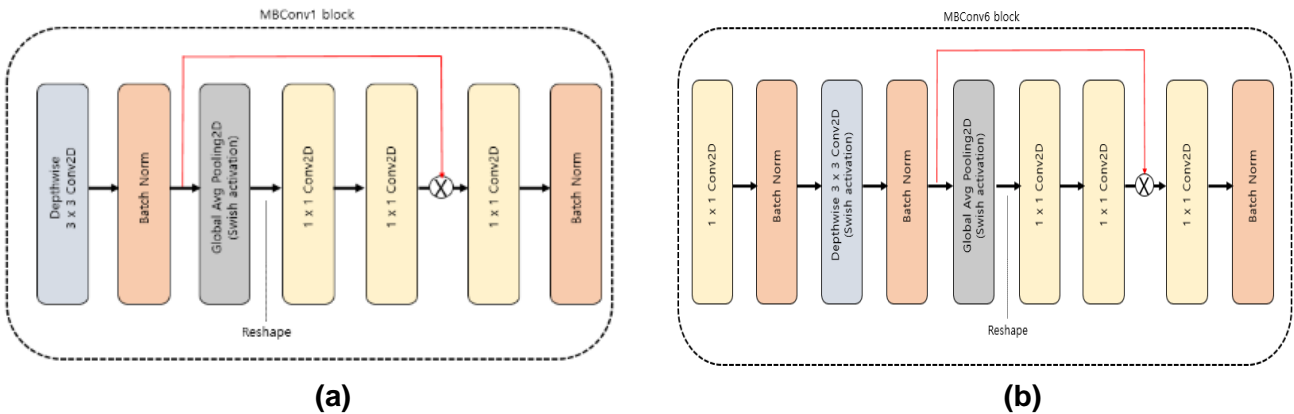 MBConv1 block
Depthwise
3 x 3 Conv2D
Batch Norm
Global Avg Pooling2D
(Swish activation)
1 x 1 Conv2D
1 x 1 Conv2D
X
1 x 1 Conv2D
Batch Norm
Reshape
(a)
MBConv6 block
1 x 1 Conv2D
Batch Norm
Depthwise 3 x 3 Conv2D
(Swish activation)
Batch Norm
Global Avg Pooling2D
(Swish activation)
1 x 1 Conv2D
1 x 1 Conv2D
X
1 x 1 Conv2D
Batch Norm
Reshape
(b)